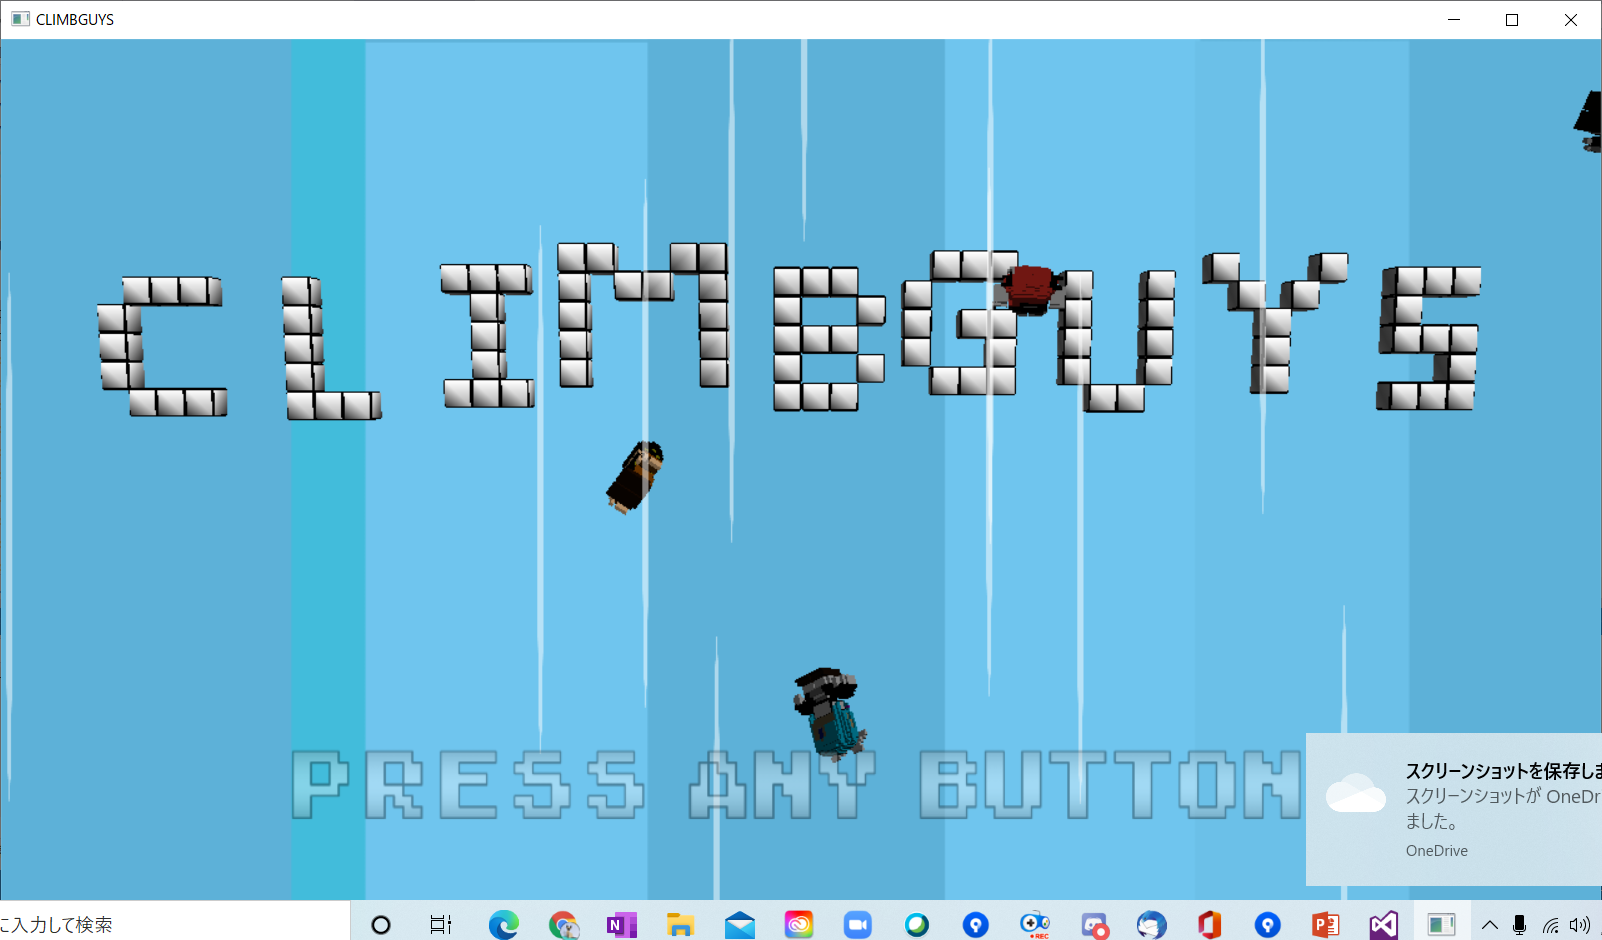 CLIMBGUYS
CLIMBGUYS
PRESS ANY BUTTON
スクリーンショットを保存しま
スクリーンショットが OneDr
ました。
OneDrive
に入力して検索
REC